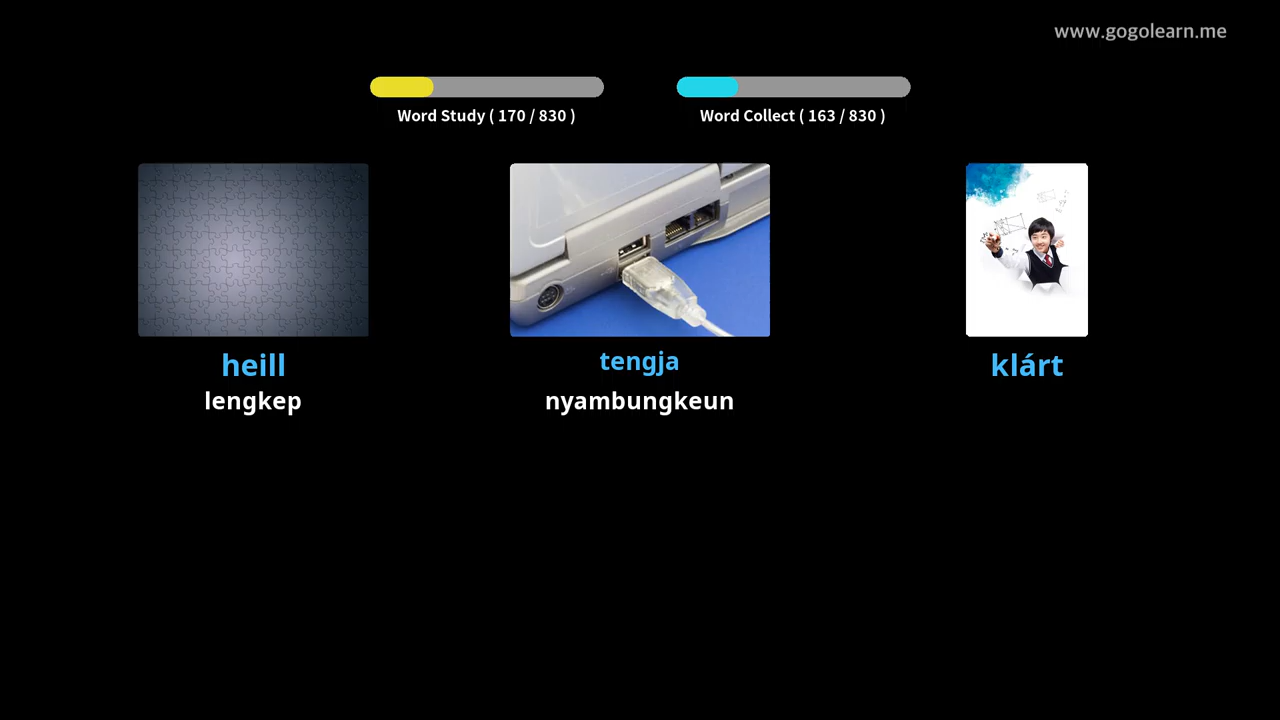 www.gogolearn.me
Word Study ( 170 / 830 )
Word Collect ( 163 / 830 )
heill
lengkep
tengja
nyambungkeun
klárt